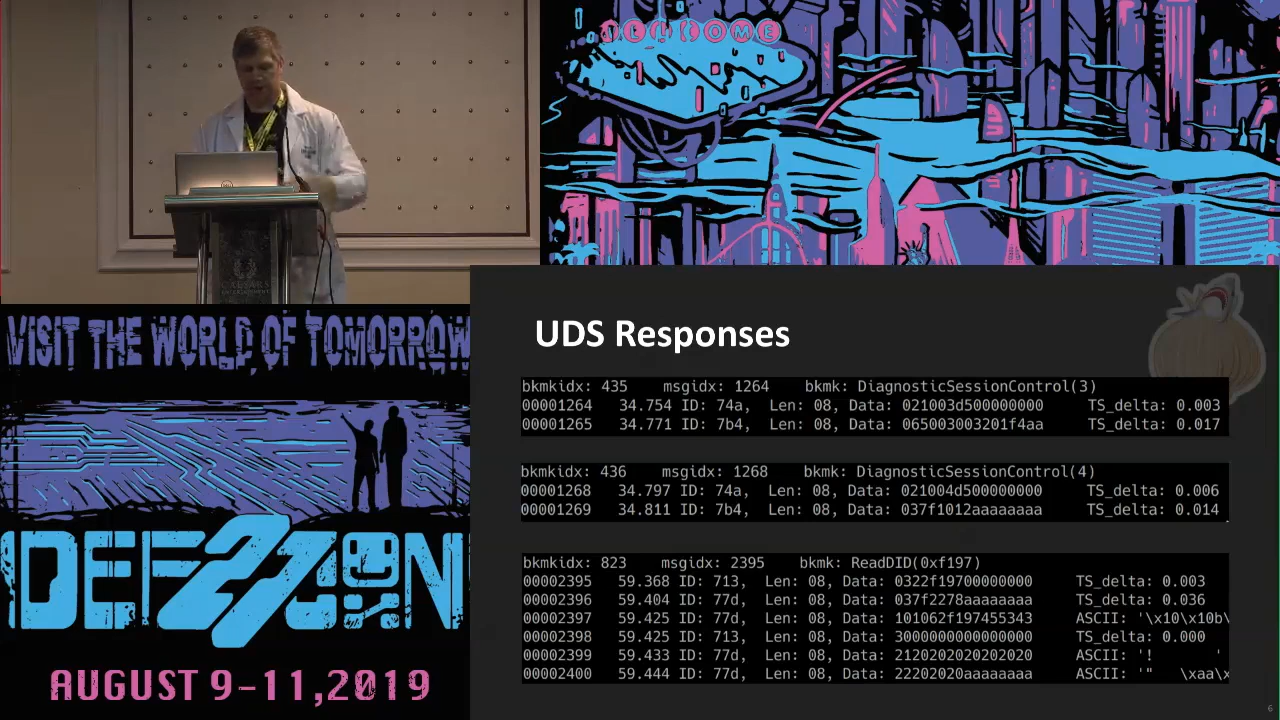 WELCOME
CAESARS
ENTERTAINMENT
VISIT THE WORLD OF TOMORROW
DEFCON
27
AUGUST 9-11,2019
UDS Responses
bkmkidx: 435 msgidx: 1264 bkmk: DiagnosticSessionControl(3)
00001264 34.754 ID: 74a, Len: 08, Data: 021003d500000000 TS_delta: 0.003
00001265 34.771 ID: 7b4, Len: 08, Data: 065003003201f4aa TS_delta: 0.017
bkmkidx: 436 msgidx: 1268 bkmk: DiagnosticSessionControl(4)
00001268 34.797 ID: 74a, Len: 08, Data: 021004d500000000 TS_delta: 0.006
00001269 34.811 ID: 7b4, Len: 08, Data: 037f1012aaaaaaaa TS_delta: 0.014
bkmkidx: 823 msgidx: 2395 bkmk: ReadDID(0xf197)
00002395 59.368 ID: 713, Len: 08, Data: 0322f19700000000 TS_delta: 0.003
00002396 59.404 ID: 77d, Len: 08, Data: 037f2278aaaaaaaa TS_delta: 0.036
00002397 59.425 ID: 77d, Len: 08, Data: 101062f197455343 ASCII: '\x10\x10b\
00002398 59.425 ID: 713, Len: 08, Data: 3000000000000000 TS_delta: 0.000
00002399 59.433 ID: 77d, Len: 08, Data: 2120202020202020 ASCII: '! '
00002400 59.444 ID: 77d, Len: 08, Data: 22202020aaaaaaaa ASCII: '" \xaa\x
6